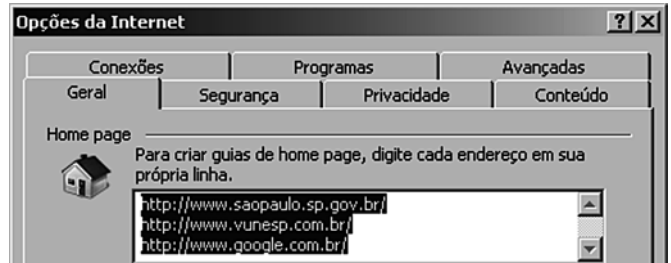 Opções da Internet
Conexões Programas Avançadas
Geral Segurança Privacidade Conteúdo
Home page
Para criar guias de home page, digite cada endereço em sua
própria linha.
http://www.saopaulo.sp.gov.br/
http://www.vunesp.com.br/
http://www.google.com.br/